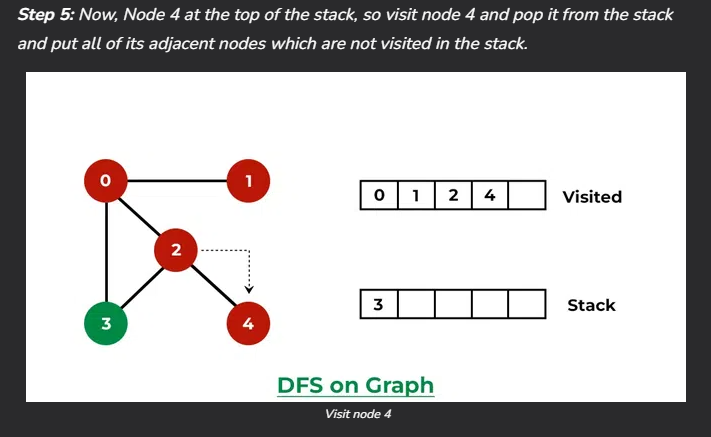 Step 5: Now, Node 4 at the top of the stack, so visit node 4 and pop it from the stack
and put all of its adjacent nodes which are not visited in the stack.
0
1
0 1 2 4
Visited
2
3
4
3
Stack
DFS on Graph
Visit node 4